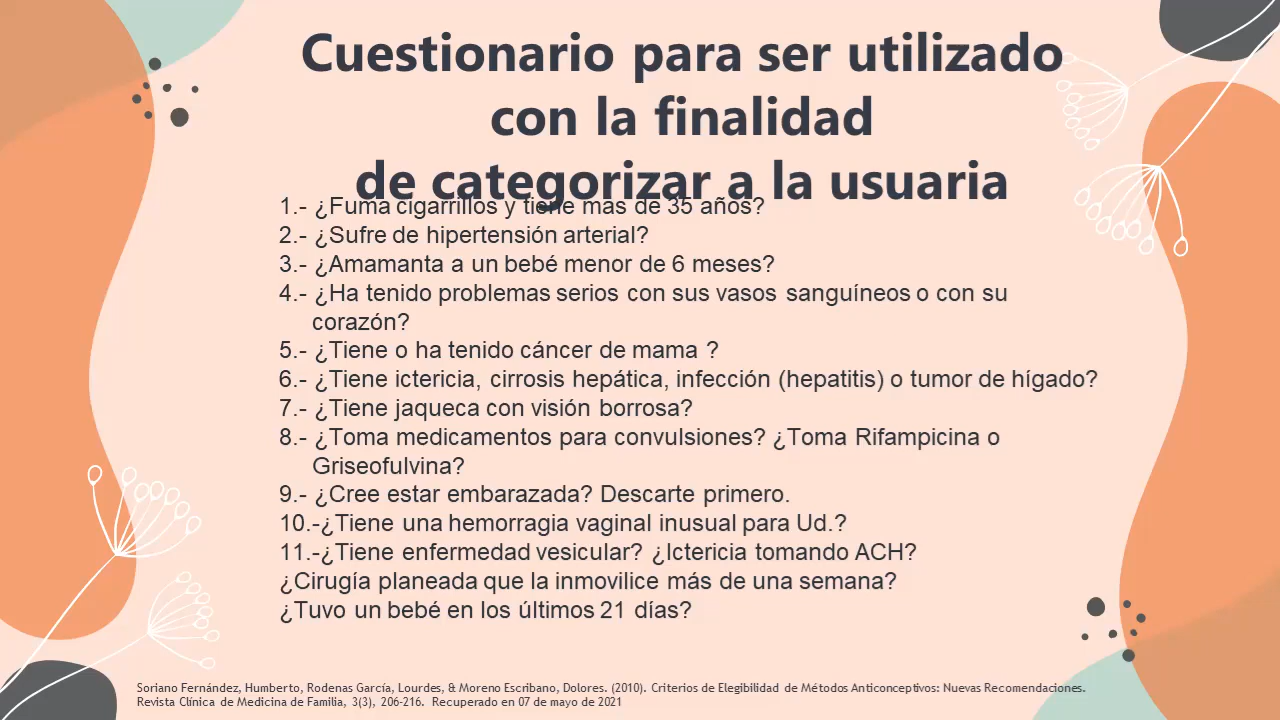 Cuestionario para ser utilizado
con la finalidad
de categorizar a la usuaria
1.- ¿Fuma cigarrillos y tiene mas de 35 años?
2.- ¿Sufre de hipertensión arterial?
3.- ¿Amamanta a un bebé menor de 6 meses?
4.- ¿Ha tenido problemas serios con sus vasos sanguíneos o con su
corazón?
5.- ¿Tiene o ha tenido cáncer de mama ?
6.- ¿Tiene ictericia, cirrosis hepática, infección (hepatitis) o tumor de hígado?
7.- ¿Tiene jaqueca con visión borrosa?
8.- ¿Toma medicamentos para convulsiones? ¿Toma Rifampicina o
Griseofulvina?
9.- ¿Cree estar embarazada? Descarte primero.
10.-¿Tiene una hemorragia vaginal inusual para Ud.?
11.-¿Tiene enfermedad vesicular? ¿Ictericia tomando ACH?
¿Cirugía planeada que la inmovilice más de una semana?
¿Tuvo un bebé en los últimos 21 días?
Soriano Fernández, Humberto, Rodenas García, Lourdes, & Moreno Escribano, Dolores. (2010). Criterios de Elegibilidad de Métodos Anticonceptivos: Nuevas Recomendaciones.
Revista Clínica de Medicina de Familia, 3(3), 206-216. Recuperado en 07 de mayo de 2021